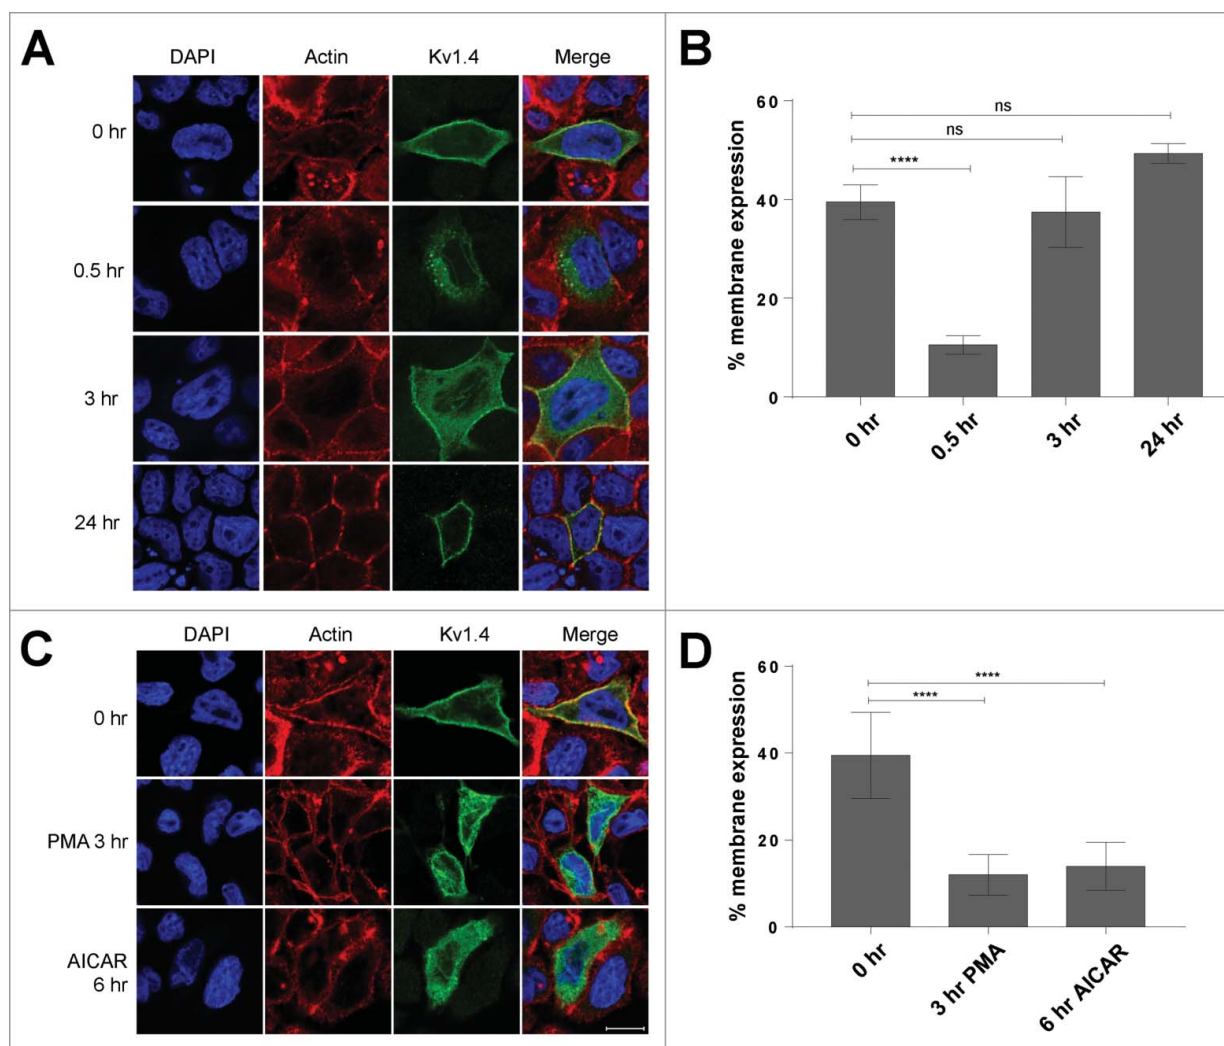 A
DAPI Actin Kv1.4 Merge
0 hr
0.5 hr
3 hr
24 hr
B
60
40
20
0
% membrane expression
ns
ns
****
0 hr 0.5 hr 3 hr 24 hr
C
DAPI Actin Kv1.4 Merge
0 hr
PMA 3 hr
AICAR
6 hr
D
60
40
20
0
% membrane expression
****
****
0 hr 3 hr PMA 6 hr AICAR